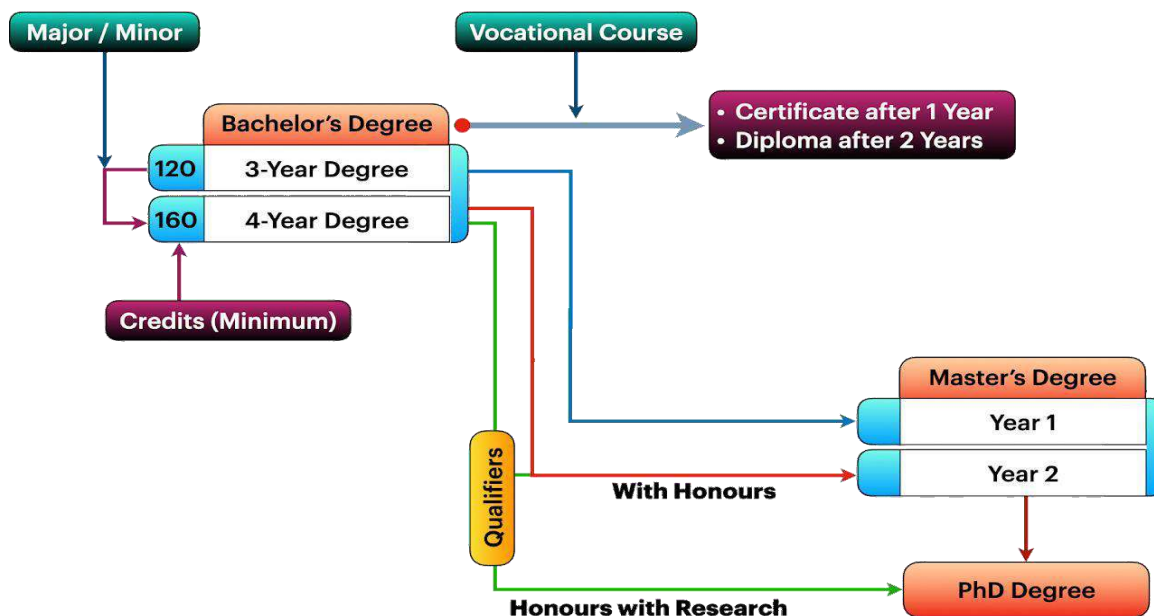 Major / Minor
Vocational Course
Bachelor's Degree
• Certificate after 1 Year
• Diploma after 2 Years
120
3-Year Degree
160
4-Year Degree
Credits (Minimum)
Master's Degree
Year 1
Year 2
Qualifiers
With Honours
PhD Degree
Honours with Research